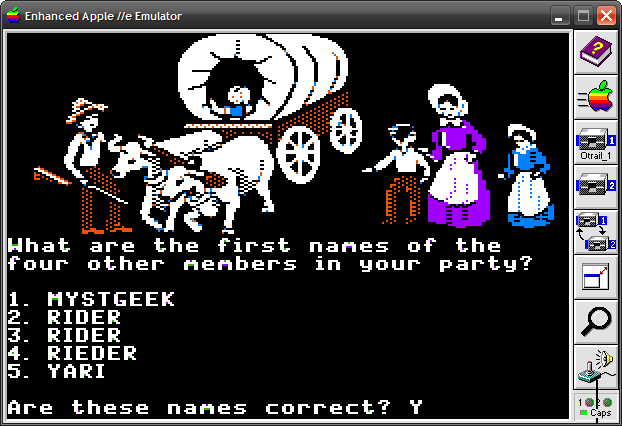 Enhanced Apple //e Emulator
?
1
Otrail_1
2
1
2
What are the first names of the
four other members in your party?
1. MYSTGEEK
2. RIDER
3. RIDER
4. RIEDER
5. YARI
Are these names correct? Y
1 2
Caps